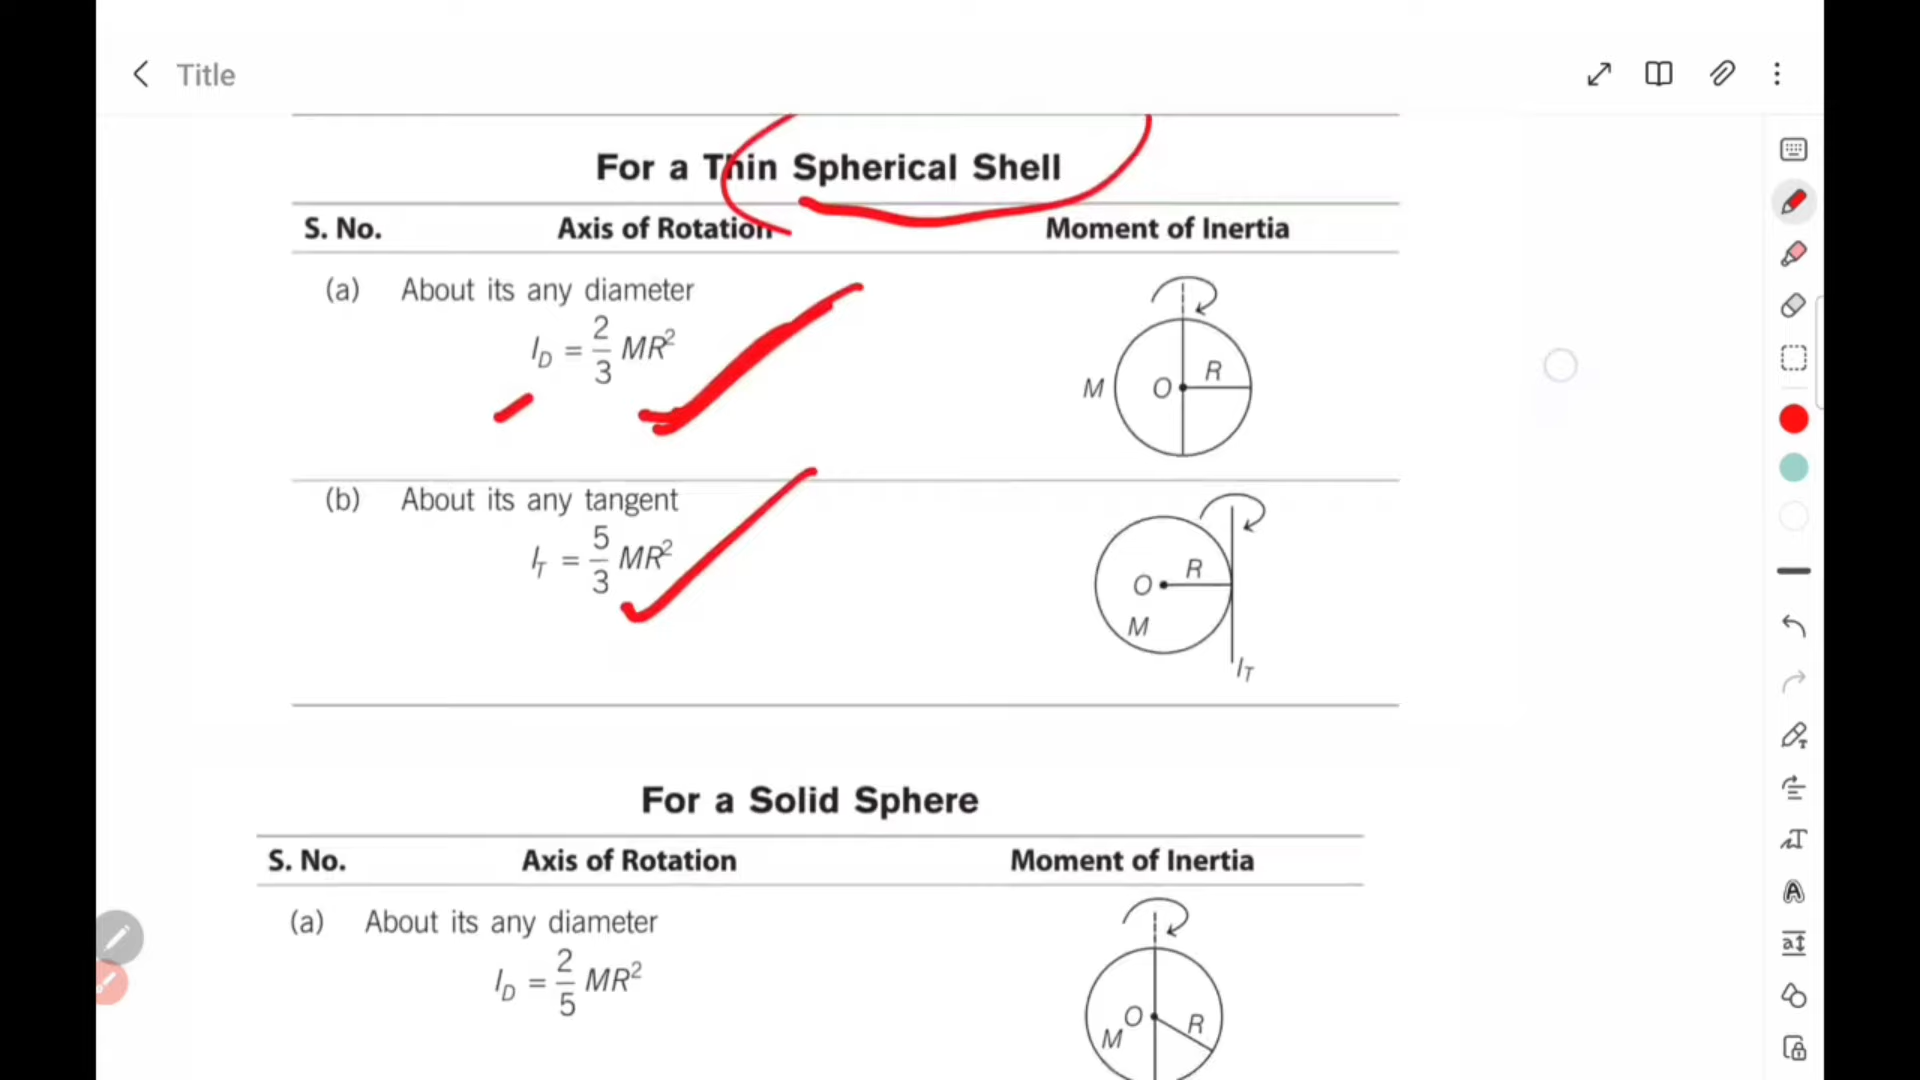 Title
For a Thin Spherical Shell
S. No. Axis of Rotation Moment of Inertia
(a) About its any diameter
I_D = 2/3 MR²
M O R
(b) About its any tangent
I_T = 5/3 MR²
O R
M
I_T
For a Solid Sphere
S. No. Axis of Rotation Moment of Inertia
(a) About its any diameter
I_D = 2/5 MR²
O R
M